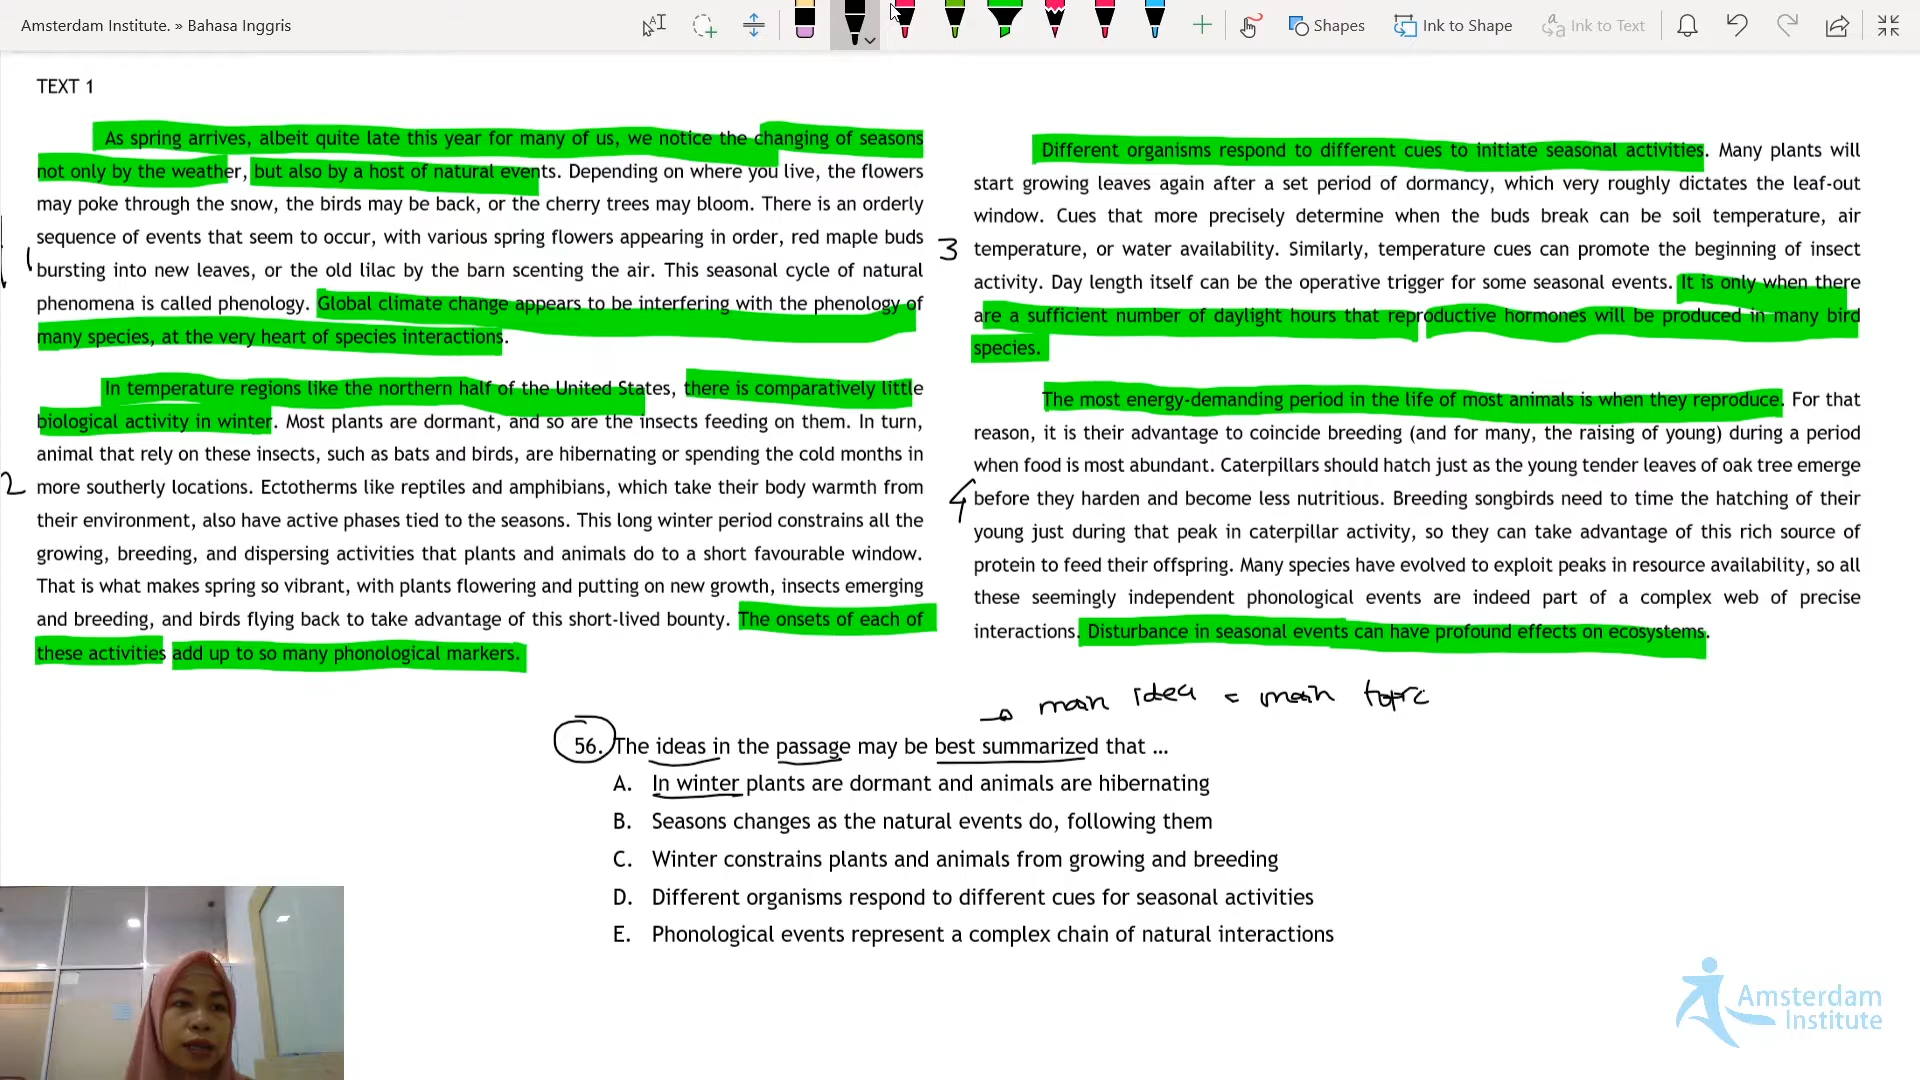 Amsterdam Institute. » Bahasa Inggris
Shapes
Ink to Shape
Ink to Text
TEXT 1
As spring arrives, albeit quite late this year for many of us, we notice the changing of seasons
not only by the weather, but also by a host of natural events. Depending on where you live, the flowers
may poke through the snow, the birds may be back, or the cherry trees may bloom. There is an orderly
sequence of events that seem to occur, with various spring flowers appearing in order, red maple buds
bursting into new leaves, or the old lilac by the barn scenting the air. This seasonal cycle of natural
phenomena is called phenology. Global climate change appears to be interfering with the phenology of
many species, at the very heart of species interactions.
1
In temperature regions like the northern half of the United States, there is comparatively little
biological activity in winter. Most plants are dormant, and so are the insects feeding on them. In turn,
animal that rely on these insects, such as bats and birds, are hibernating or spending the cold months in
2 more southerly locations. Ectotherms like reptiles and amphibians, which take their body warmth from
their environment, also have active phases tied to the seasons. This long winter period constrains all the
growing, breeding, and dispersing activities that plants and animals do to a short favourable window.
That is what makes spring so vibrant, with plants flowering and putting on new growth, insects emerging
and breeding, and birds flying back to take advantage of this short-lived bounty. The onsets of each of
these activities add up to so many phonological markers.
Different organisms respond to different cues to initiate seasonal activities. Many plants will
start growing leaves again after a set period of dormancy, which very roughly dictates the leaf-out
window. Cues that more precisely determine when the buds break can be soil temperature, air
3 temperature, or water availability. Similarly, temperature cues can promote the beginning of insect
activity. Day length itself can be the operative trigger for some seasonal events. It is only when there
are a sufficient number of daylight hours that reproductive hormones will be produced in many bird
species.
The most energy-demanding period in the life of most animals is when they reproduce. For that
reason, it is their advantage to coincide breeding (and for many, the raising of young) during a period
when food is most abundant. Caterpillars should hatch just as the young tender leaves of oak tree emerge
4 before they harden and become less nutritious. Breeding songbirds need to time the hatching of their
young just during that peak in caterpillar activity, so they can take advantage of this rich source of
protein to feed their offspring. Many species have evolved to exploit peaks in resource availability, so all
these seemingly independent phonological events are indeed part of a complex web of precise
interactions. Disturbance in seasonal events can have profound effects on ecosystems.
main idea = main topic
56. The ideas in the passage may be best summarized that ...
A. In winter plants are dormant and animals are hibernating
B. Seasons changes as the natural events do, following them
C. Winter constrains plants and animals from growing and breeding
D. Different organisms respond to different cues for seasonal activities
E. Phonological events represent a complex chain of natural interactions
Amsterdam
Institute